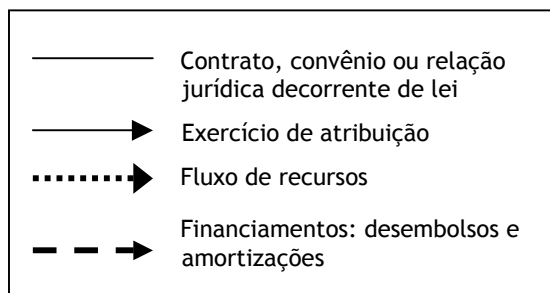 Contrato, convênio ou relação
jurídica decorrente de lei
Exercício de atribuição
Fluxo de recursos
Financiamentos: desembolsos e
amortizações